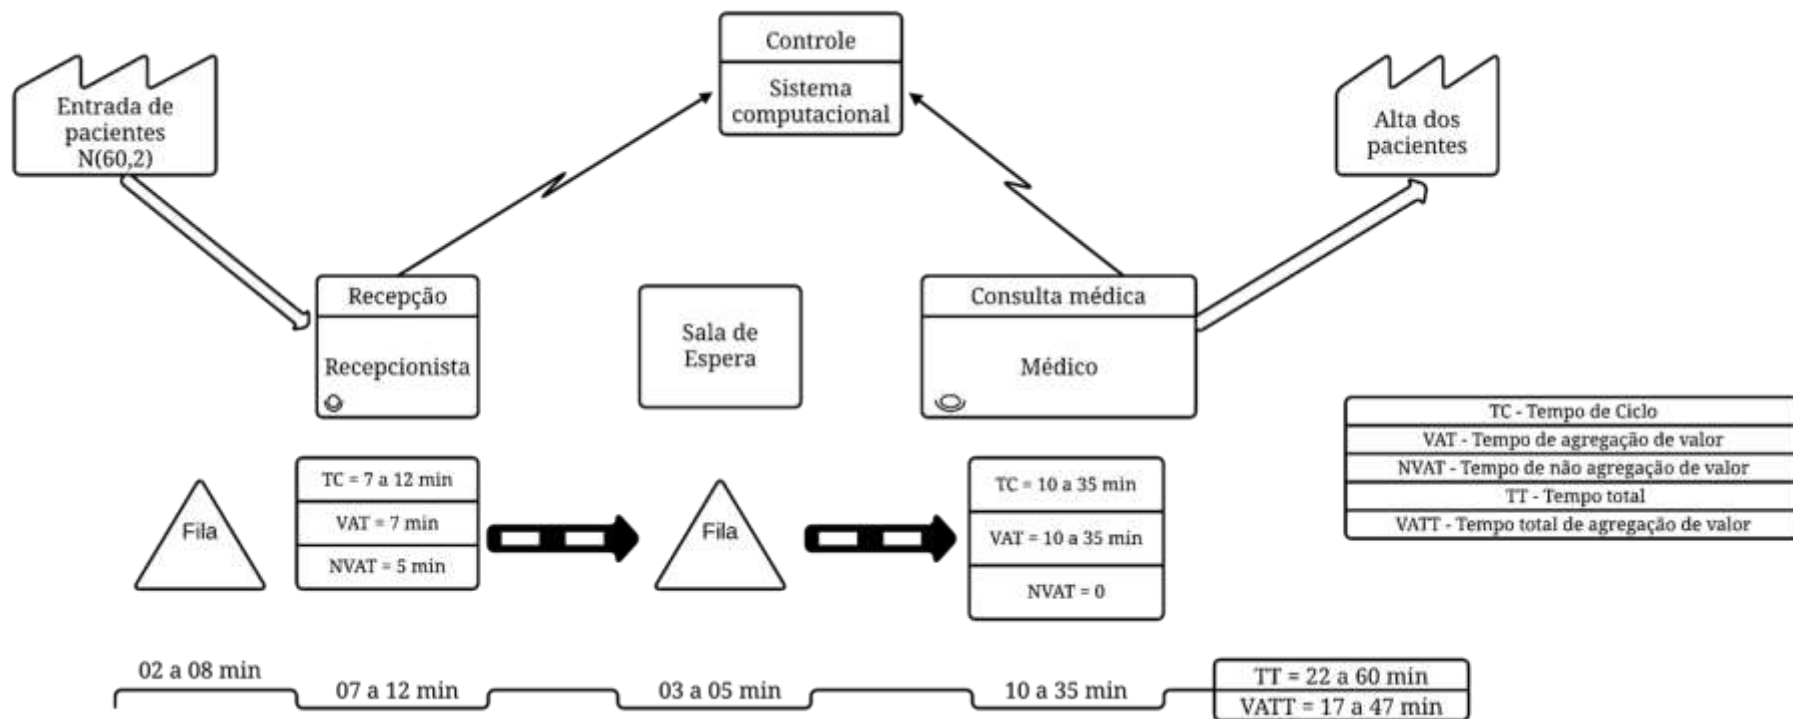 Controle
Sistema
computacional
Entrada de
pacientes
N(60,2)
Alta dos
pacientes
Recepção
Recepcionista
Sala de
Espera
Consulta médica
Médico
TC - Tempo de Ciclo
VAT - Tempo de agregação de valor
NVAT - Tempo de não agregação de valor
TT - Tempo total
VATT - Tempo total de agregação de valor
Fila
TC = 7 a 12 min
VAT = 7 min
NVAT = 5 min
Fila
TC = 10 a 35 min
VAT = 10 a 35 min
NVAT = 0
02 a 08 min
07 a 12 min
03 a 05 min
10 a 35 min
TT = 22 a 60 min
VATT = 17 a 47 min